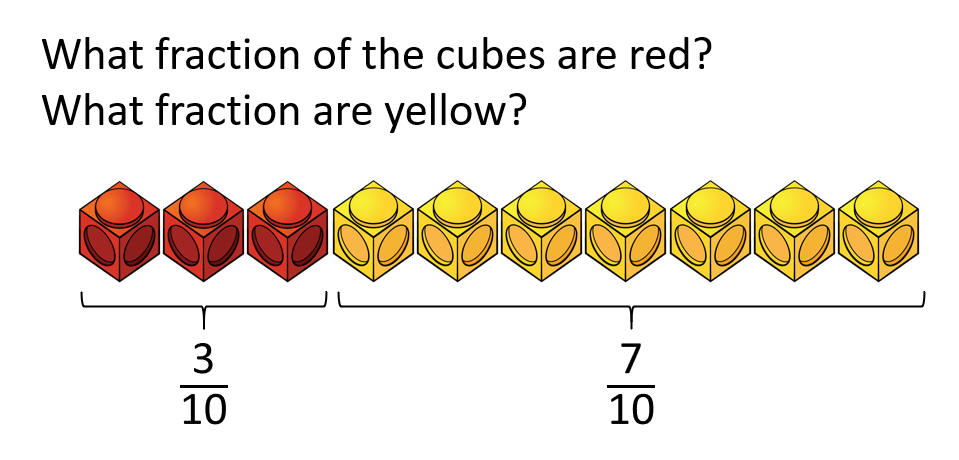 What fraction of the cubes are red?
What fraction are yellow?
3
10
7
10